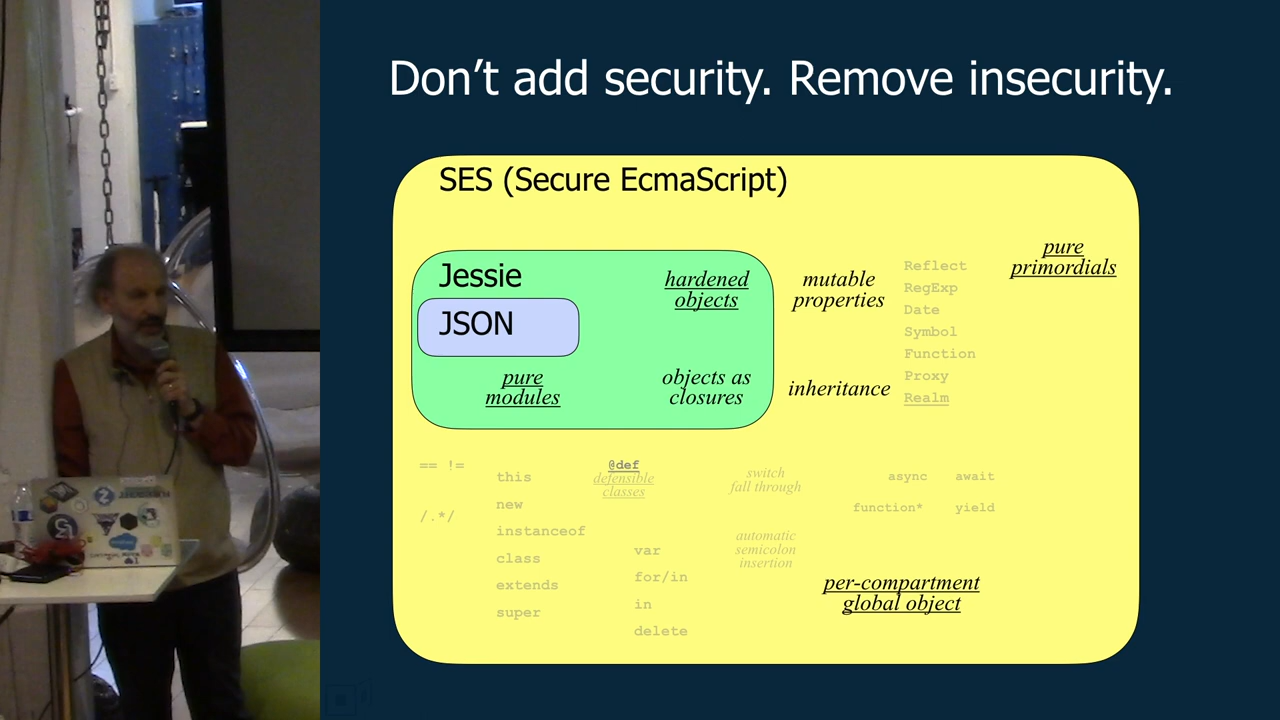 Don't add security. Remove insecurity.
SES (Secure EcmaScript)
Jessie
JSON
hardened
objects
pure
modules
objects as
closures
mutable
properties
inheritance
Reflect
RegExp
Date
Symbol
Function
Proxy
Realm
pure
primordials
== !=
/.*/
this
new
instanceof
class
extends
super
@def
defensible
classes
var
for/in
in
delete
switch
fall through
automatic
semicolon
insertion
async await
function* yield
per-compartment
global object